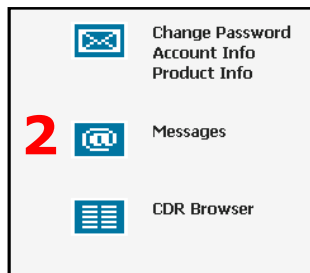 Change Password
Account Info
Product Info
2 @ Messages
CDR Browser